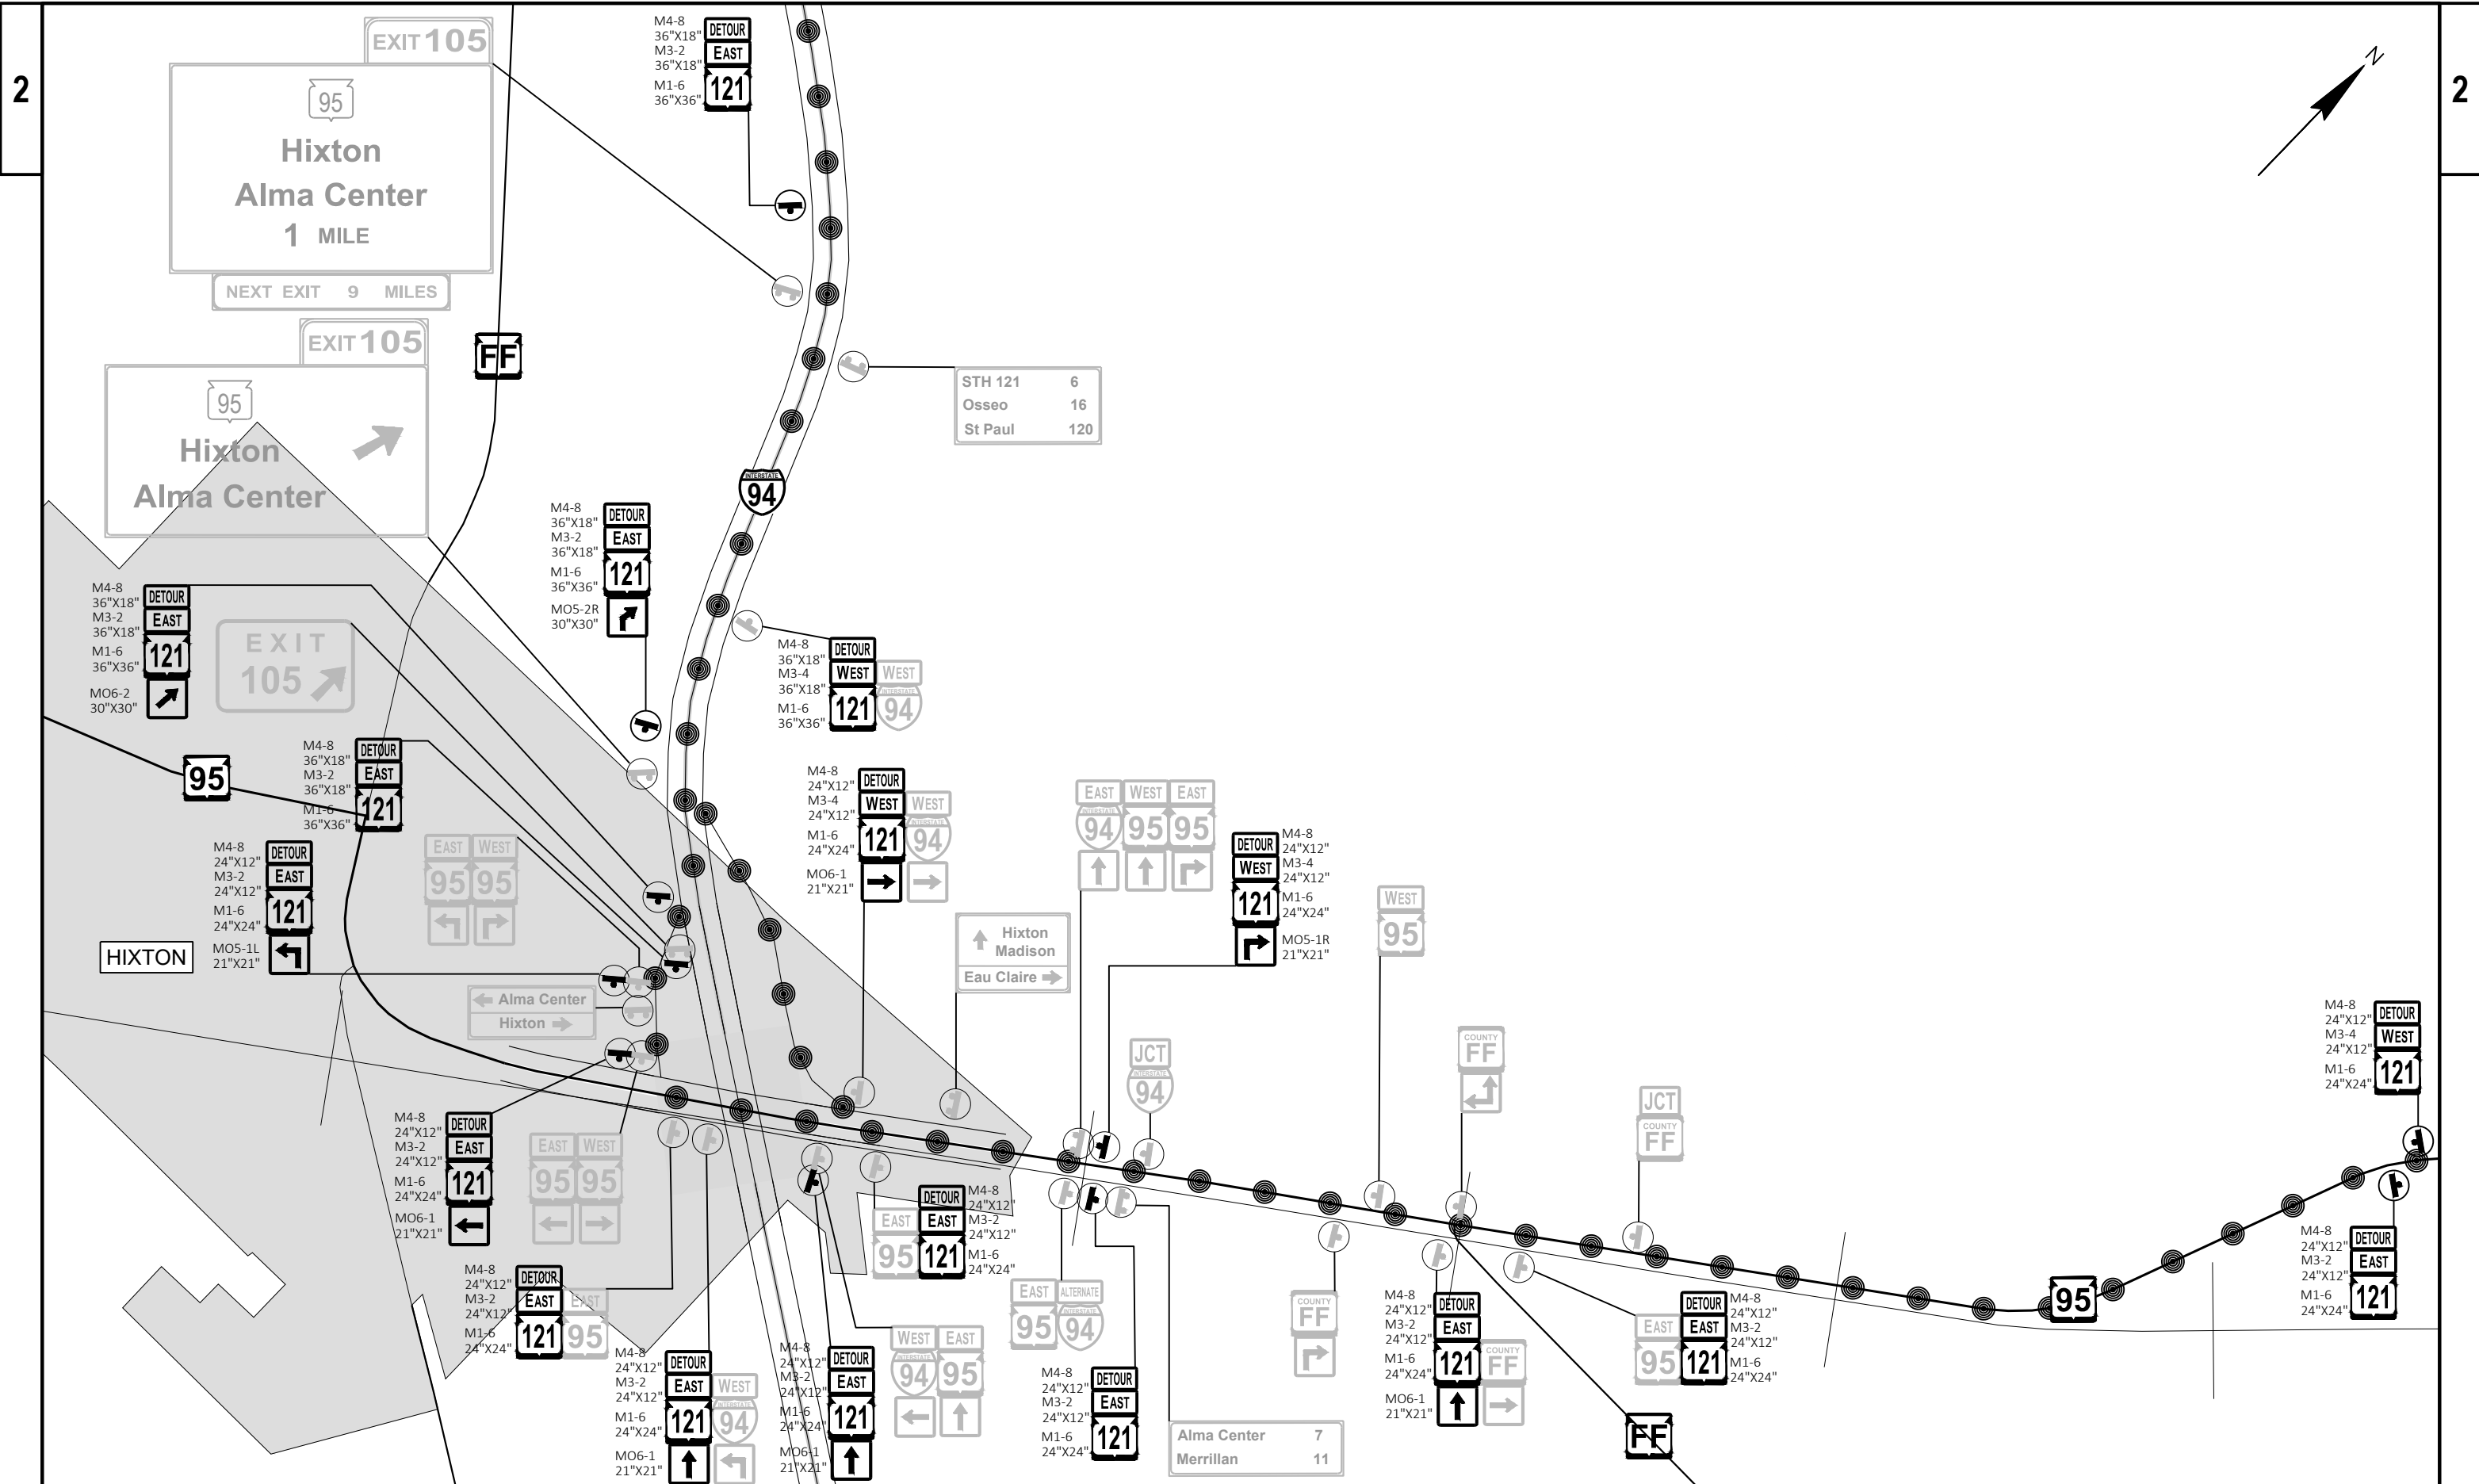 2
2
N
EXIT 105
95
Hixton
Alma Center
1 MILE
NEXT EXIT 9 MILES
EXIT 105
95
Hixton
Alma Center
FF
M4-8
36"X18"
M3-2
36"X18"
M1-6
36"X36"
DETOUR
EAST
121
STH 121 6
Osseo 16
St Paul 120
INTERSTATE
94
M4-8
36"X18"
M3-2
36"X18"
M1-6
36"X36"
MO5-2R
30"X30"
DETOUR
EAST
121
M4-8
36"X18"
M3-2
36"X18"
M1-6
36"X36"
MO6-2
30"X30"
DETOUR
EAST
121
EXIT
105
M4-8
36"X18"
M3-4
36"X18"
M1-6
36"X36"
DETOUR
WEST
121
WEST
INTERSTATE
94
95
M4-8
36"X18"
M3-2
36"X18"
M1-6
36"X36"
DETOUR
EAST
121
M4-8
24"X12"
M3-4
24"X12"
M1-6
24"X24"
MO6-1
21"X21"
DETOUR
WEST
121
WEST
INTERSTATE
94
EAST WEST EAST
INTERSTATE
94 95 95
DETOUR
WEST
121
M4-8
24"X12"
M3-4
24"X12"
M1-6
24"X24"
MO5-1R
21"X21"
M4-8
24"X12"
M3-2
24"X12"
M1-6
24"X24"
MO5-1L
21"X21"
DETOUR
EAST
121
EAST WEST
95 95
HIXTON
WEST
95
Hixton
Madison
Eau Claire
Alma Center
Hixton
JCT
INTERSTATE
94
COUNTY
FF
JCT
COUNTY
FF
M4-8
24"X12"
M3-4
24"X12"
M1-6
24"X24"
DETOUR
WEST
121
M4-8
24"X12"
M3-2
24"X12"
M1-6
24"X24"
MO6-1
21"X21"
DETOUR
EAST
121
EAST WEST
95 95
EAST
95
DETOUR
EAST
121
M4-8
24"X12"
M3-2
24"X12"
M1-6
24"X24"
M4-8
24"X12"
M3-2
24"X12"
M1-6
24"X24"
DETOUR
EAST
121
M4-8
24"X12"
M3-2
24"X12"
M1-6
24"X24"
DETOUR
EAST
121
EAST
95
EAST ALTERNATE
INTERSTATE
95 94
COUNTY
FF
M4-8
24"X12"
M3-2
24"X12"
M1-6
24"X24"
MO6-1
21"X21"
DETOUR
EAST
121
COUNTY
FF
EAST
95
DETOUR
EAST
121
M4-8
24"X12"
M3-2
24"X12"
M1-6
24"X24"
95
M4-8
24"X12"
M3-2
24"X12"
M1-6
24"X24"
MO6-1
21"X21"
DETOUR
EAST
121
WEST
INTERSTATE
94
M4-8
24"X12"
M3-2
24"X12"
M1-6
24"X24"
MO6-1
21"X21"
DETOUR
EAST
121
WEST EAST
INTERSTATE
94 95
M4-8
24"X12"
M3-2
24"X12"
M1-6
24"X24"
DETOUR
EAST
121
Alma Center 7
Merrillan 11
FF